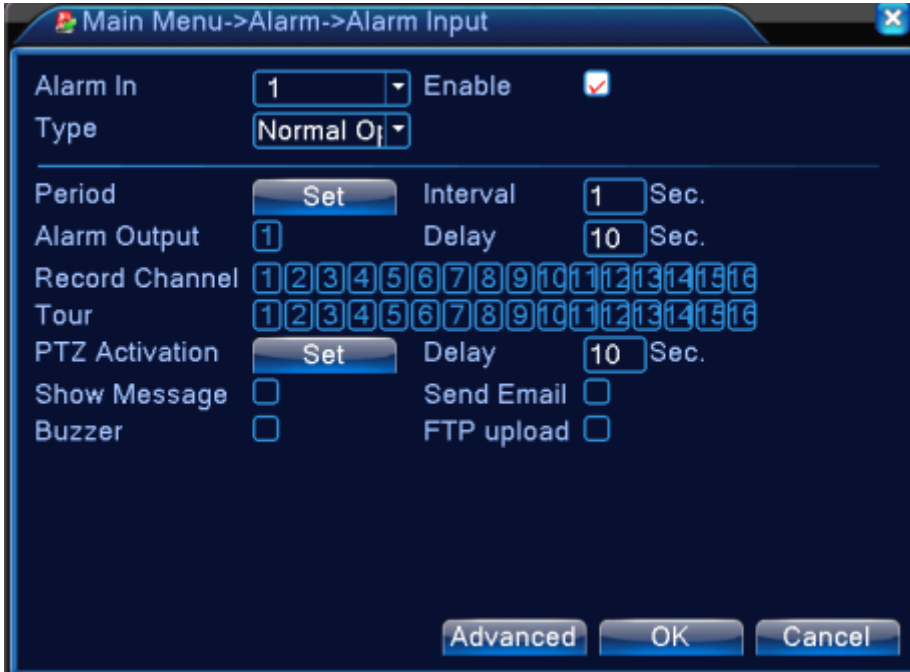 Main Menu->Alarm->Alarm Input
Alarm In 1 Enable
Type Normal Op
Period Set Interval 1 Sec.
Alarm Output 1 Delay 10 Sec.
Record Channel 1 2 3 4 5 6 7 8 9 10 11 12 13 14 15 16
Tour 1 2 3 4 5 6 7 8 9 10 11 12 13 14 15 16
PTZ Activation Set Delay 10 Sec.
Show Message Send Email
Buzzer FTP upload
Advanced OK Cancel